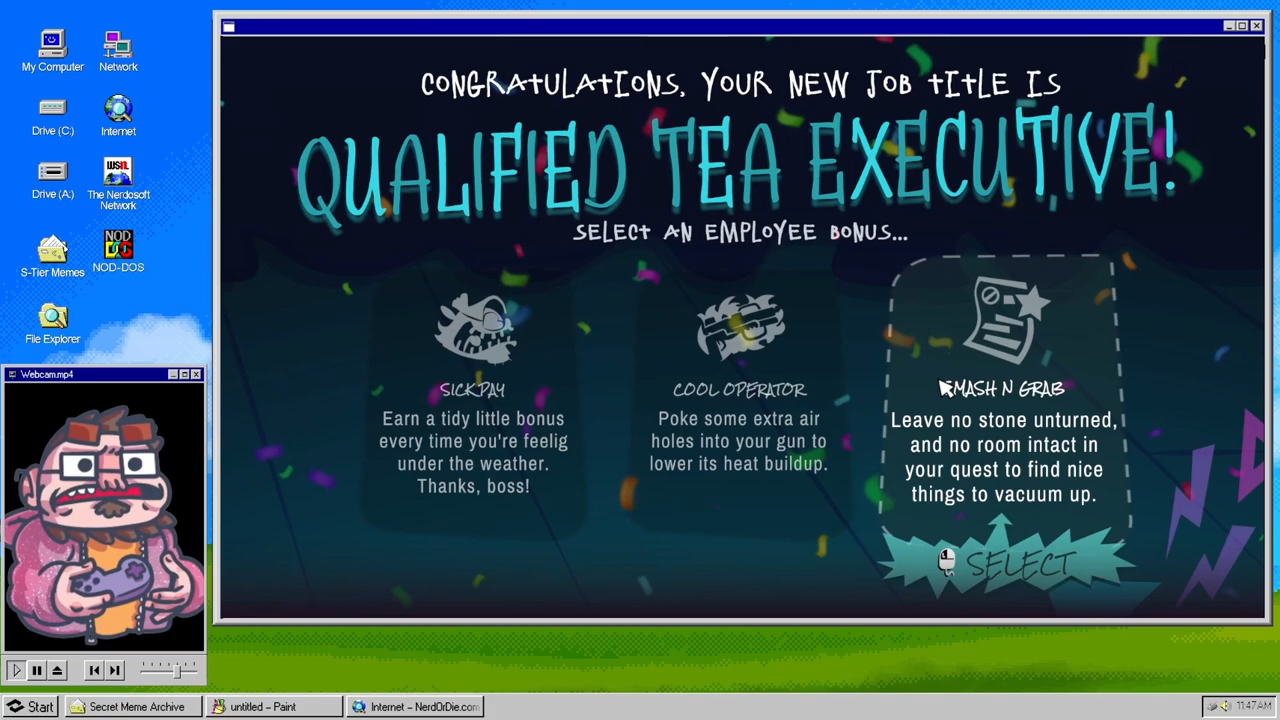 My Computer
Network
Drive (C:)
Internet
Drive (A:)
WSN
The Nerdosoft
Network
S-Tier Memes
NOD
NOD-DOS
File Explorer
Webcam.mp4
CONGRATULATIONS, YOUR NEW JOB TITLE IS
QUALIFIED TEA EXECUTIVE!
SELECT AN EMPLOYEE BONUS...
SICKPAY
Earn a tidy little bonus
every time you're feelig
under the weather.
Thanks, boss!
COOL OPERATOR
Poke some extra air
holes into your gun to
lower its heat buildup.
SMASH N GRAB
Leave no stone unturned,
and no room intact in
your quest to find nice
things to vacuum up.
SELECT
Start
Secret Meme Archive
untitled – Paint
Internet – NerdOrDie.com
11:47AM